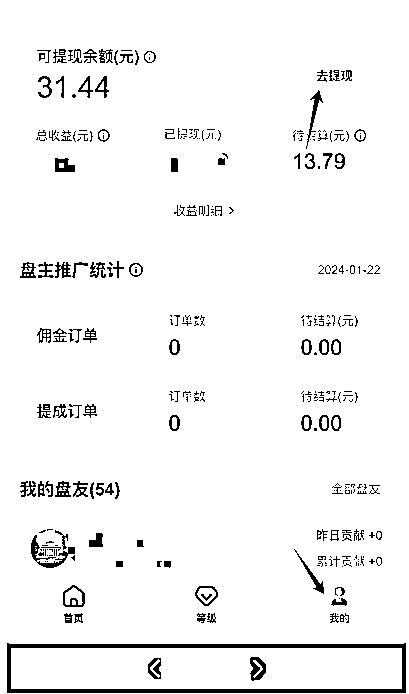 可提现余额(元)
31.44
去提现
总收益(元) 已提现(元) 待结算(元)
13.79
收益明细 >
盘主推广统计 2024-01-22
佣金订单 订单数 待结算(元)
0 0.00
提成订单 订单数 待结算(元)
0 0.00
我的盘友(54) 全部盘友
昨日贡献 +0
累计贡献 +0
首页 等级 我的